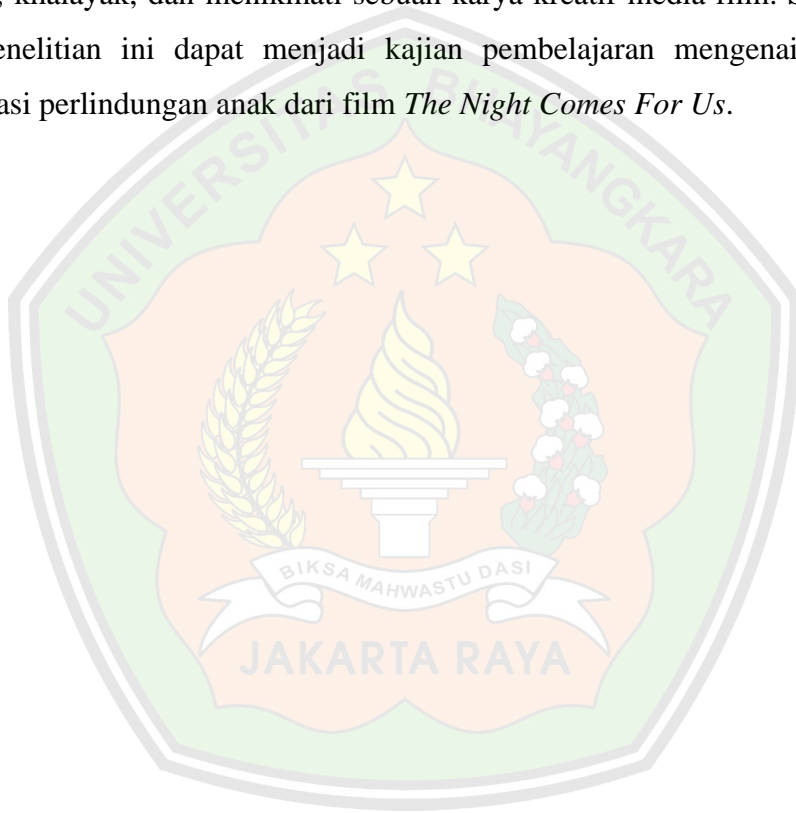 khalayak, dan menikmati sebuah karya kreatif media film.
penelitian ini dapat menjadi kajian pembelajaran mengenai
perlindungan anak dari film The Night Comes For Us.
UNIVERSITAS BHAYANGKARA
BIKSA MAHWASTU DASI
JAKARTA RAYA